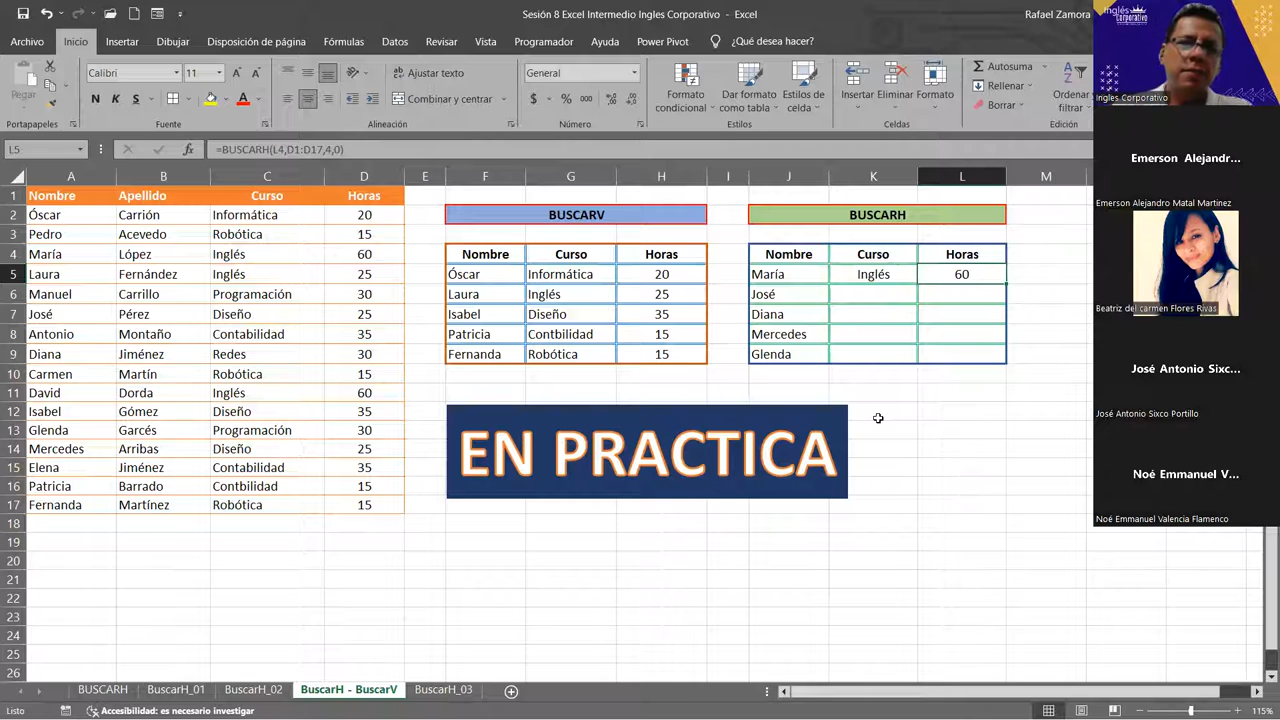 Sesión 8 Excel Intermedio Ingles Corporativo - Excel
Rafael Zamora
Archivo Inicio Insertar Dibujar Disposición de página Fórmulas Datos Revisar Vista Programador Ayuda Power Pivot ¿Qué desea hacer?
Pegar
Calibri 11
N K S
Ajustar texto
Combinar y centrar
General
$ % 000
Formato condicional
Dar formato como tabla
Estilos de celda
Insertar Eliminar Formato
Autosuma
Rellenar
Borrar
Ordenar y filtrar
Portapapeles Fuente Alineación Número Estilos Celdas Edición
L5 fx =BUSCARH(L4,D1:D17,4,0)
A B C D E F G H I J K L M
1 Nombre Apellido Curso Horas
2 Óscar Carrión Informática 20 BUSCARV BUSCARH
3 Pedro Acevedo Robótica 15
4 María López Inglés 60 Nombre Curso Horas Nombre Curso Horas
5 Laura Fernández Inglés 25 Óscar Informática 20 María Inglés 60
6 Manuel Carrillo Programación 30 Laura Inglés 25 José
7 José Pérez Diseño 25 Isabel Diseño 35 Diana
8 Antonio Montaño Contabilidad 35 Patricia Contbilidad 15 Mercedes
9 Diana Jiménez Redes 30 Fernanda Robótica 15 Glenda
10 Carmen Martín Robótica 15
11 David Dorda Inglés 60
12 Isabel Gómez Diseño 35
13 Glenda Garcés Programación 30
14 Mercedes Arribas Diseño 25
15 Elena Jiménez Contabilidad 35
16 Patricia Barrado Contbilidad 15
17 Fernanda Martínez Robótica 15
18
19
20
21
22
23
24
25
26
EN PRACTICA
BUSCARH BuscarH_01 BuscarH_02 BuscarH - BuscarV BuscarH_03
Listo Accesibilidad: es necesario investigar 115%
Inglés Corporativo
Ingles Corporativo
Emerson Alejandr...
Emerson Alejandro Matal Martinez
Beatriz del carmen Flores Rivas
José Antonio Sixc...
José Antonio Sixco Portillo
Noé Emmanuel V...
Noé Emmanuel Valencia Flamenco